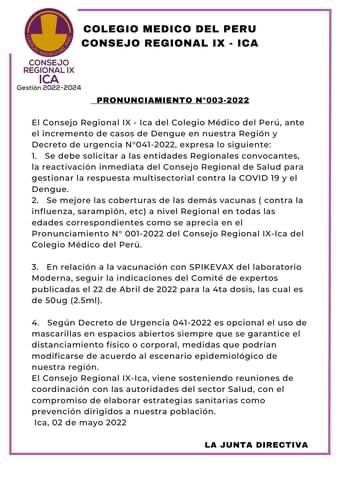 COLEGIO MEDICO DEL PERU
CONSEJO REGIONAL IX - ICA
CONSEJO
REGIONAL IX
ICA
Gestión 2022-2024
PRONUNCIAMIENTO N°003-2022
El Consejo Regional IX - Ica del Colegio Médico del Perú, ante
el incremento de casos de Dengue en nuestra Región y
Decreto de urgencia N°041-2022, expresa lo siguiente:
1. Se debe solicitar a las entidades Regionales convocantes,
la reactivación inmediata del Consejo Regional de Salud para
gestionar la respuesta multisectorial contra la COVID 19 y el
Dengue.
2. Se mejore las coberturas de las demás vacunas ( contra la
influenza, sarampión, etc) a nivel Regional en todas las
edades correspondientes como se aprecia en el
Pronunciamiento N° 001-2022 del Consejo Regional IX-Ica del
Colegio Médico del Perú.
3. En relación a la vacunación con SPIKEVAX del laboratorio
Moderna, seguir la indicaciones del Comité de expertos
publicadas el 22 de Abril de 2022 para la 4ta dosis, las cual es
de 50ug (2.5ml).
4. Según Decreto de Urgencia 041-2022 es opcional el uso de
mascarillas en espacios abiertos siempre que se garantice el
distanciamiento físico o corporal, medidas que podrían
modificarse de acuerdo al escenario epidemiológico de
nuestra región.
El Consejo Regional IX-Ica, viene sosteniendo reuniones de
coordinación con las autoridades del sector Salud, con el
compromiso de elaborar estrategias sanitarias como
prevención dirigidos a nuestra población.
Ica, 02 de mayo 2022
LA JUNTA DIRECTIVA